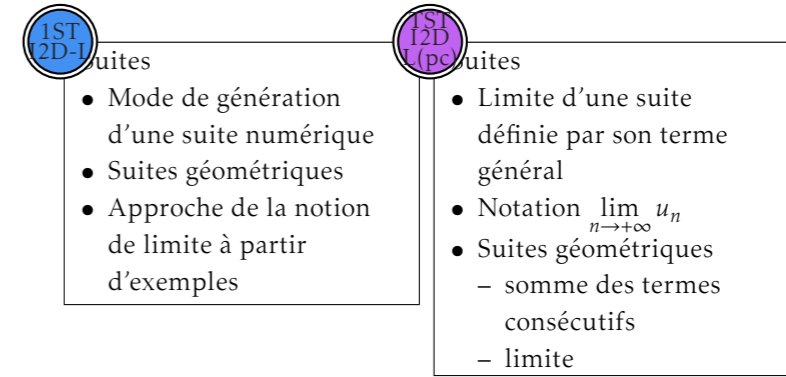 1ST
I2D-L
Suites
• Mode de génération
d'une suite numérique
• Suites géométriques
• Approche de la notion
de limite à partir
d'exemples
TST
I2D
L(pc)
Suites
• Limite d'une suite
définie par son terme
général
• Notation lim uₙ
n→+∞
• Suites géométriques
– somme des termes
consécutifs
– limite